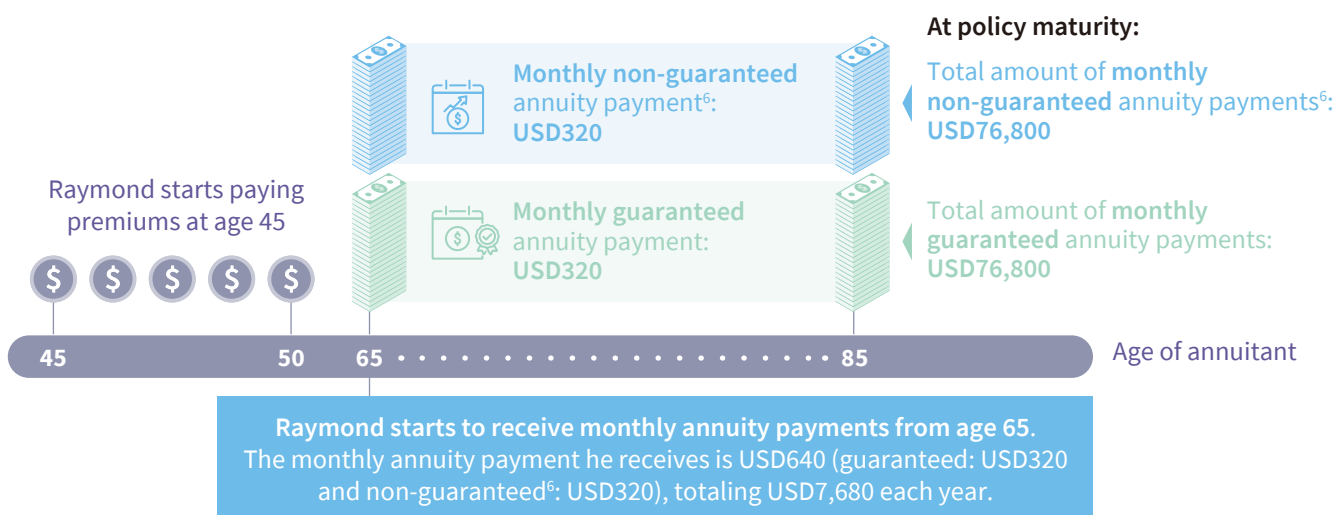 At policy maturity:
Monthly non-guaranteed
annuity payment⁶:
USD320
Total amount of monthly
non-guaranteed annuity payments⁶:
USD76,800
Raymond starts paying
premiums at age 45
$ $ $ $ $
Monthly guaranteed
annuity payment:
USD320
Total amount of monthly
guaranteed annuity payments:
USD76,800
45 50 65 85 Age of annuitant
Raymond starts to receive monthly annuity payments from age 65.
The monthly annuity payment he receives is USD640 (guaranteed: USD320
and non-guaranteed⁶: USD320), totaling USD7,680 each year.